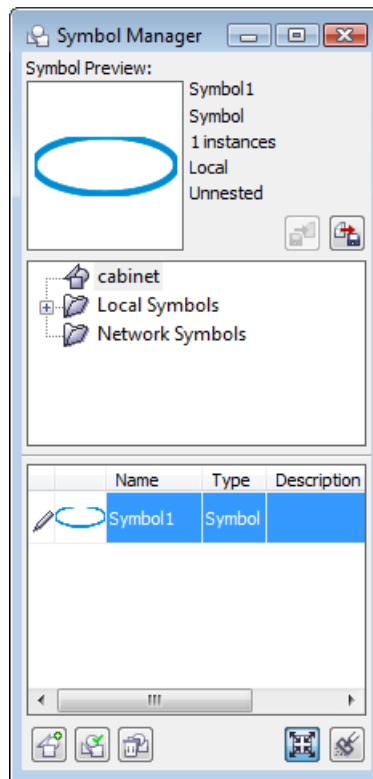 Symbol Manager
Symbol Preview:
Symbol1
Symbol
1 instances
Local
Unnested
cabinet
Local Symbols
Network Symbols
Name Type Description
Symbol1 Symbol